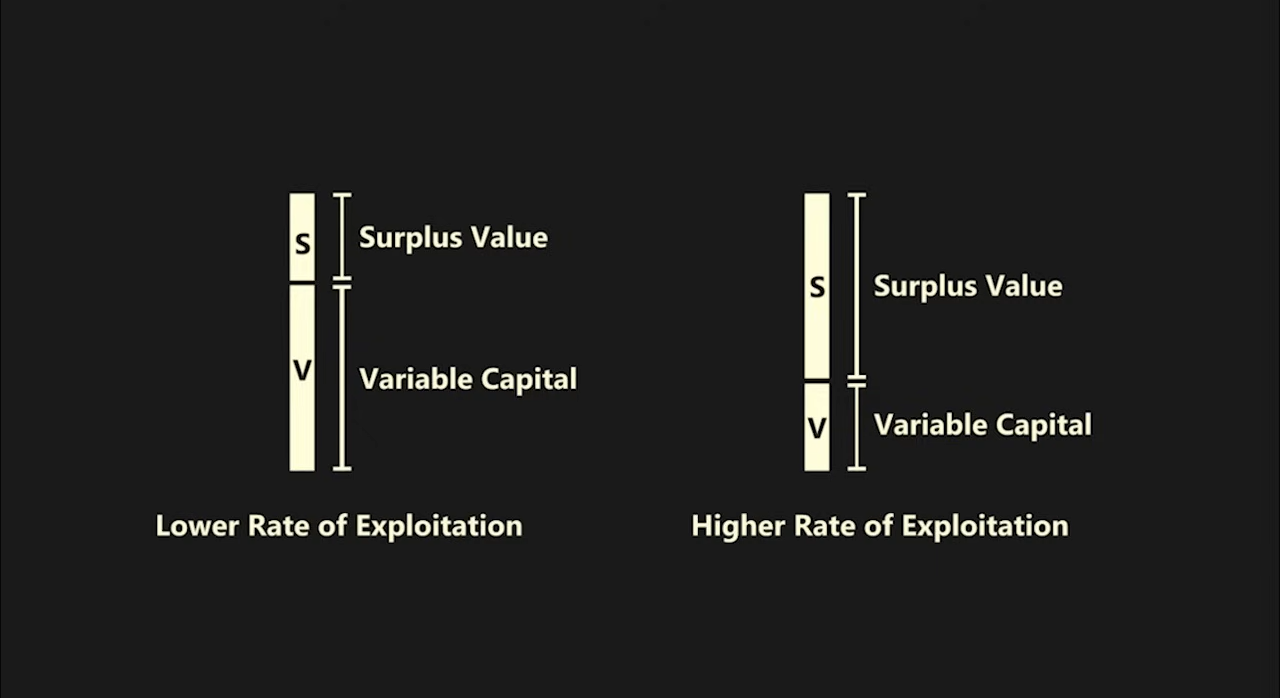 S
Surplus Value
V
Variable Capital
Lower Rate of Exploitation
S
Surplus Value
V
Variable Capital
Higher Rate of Exploitation